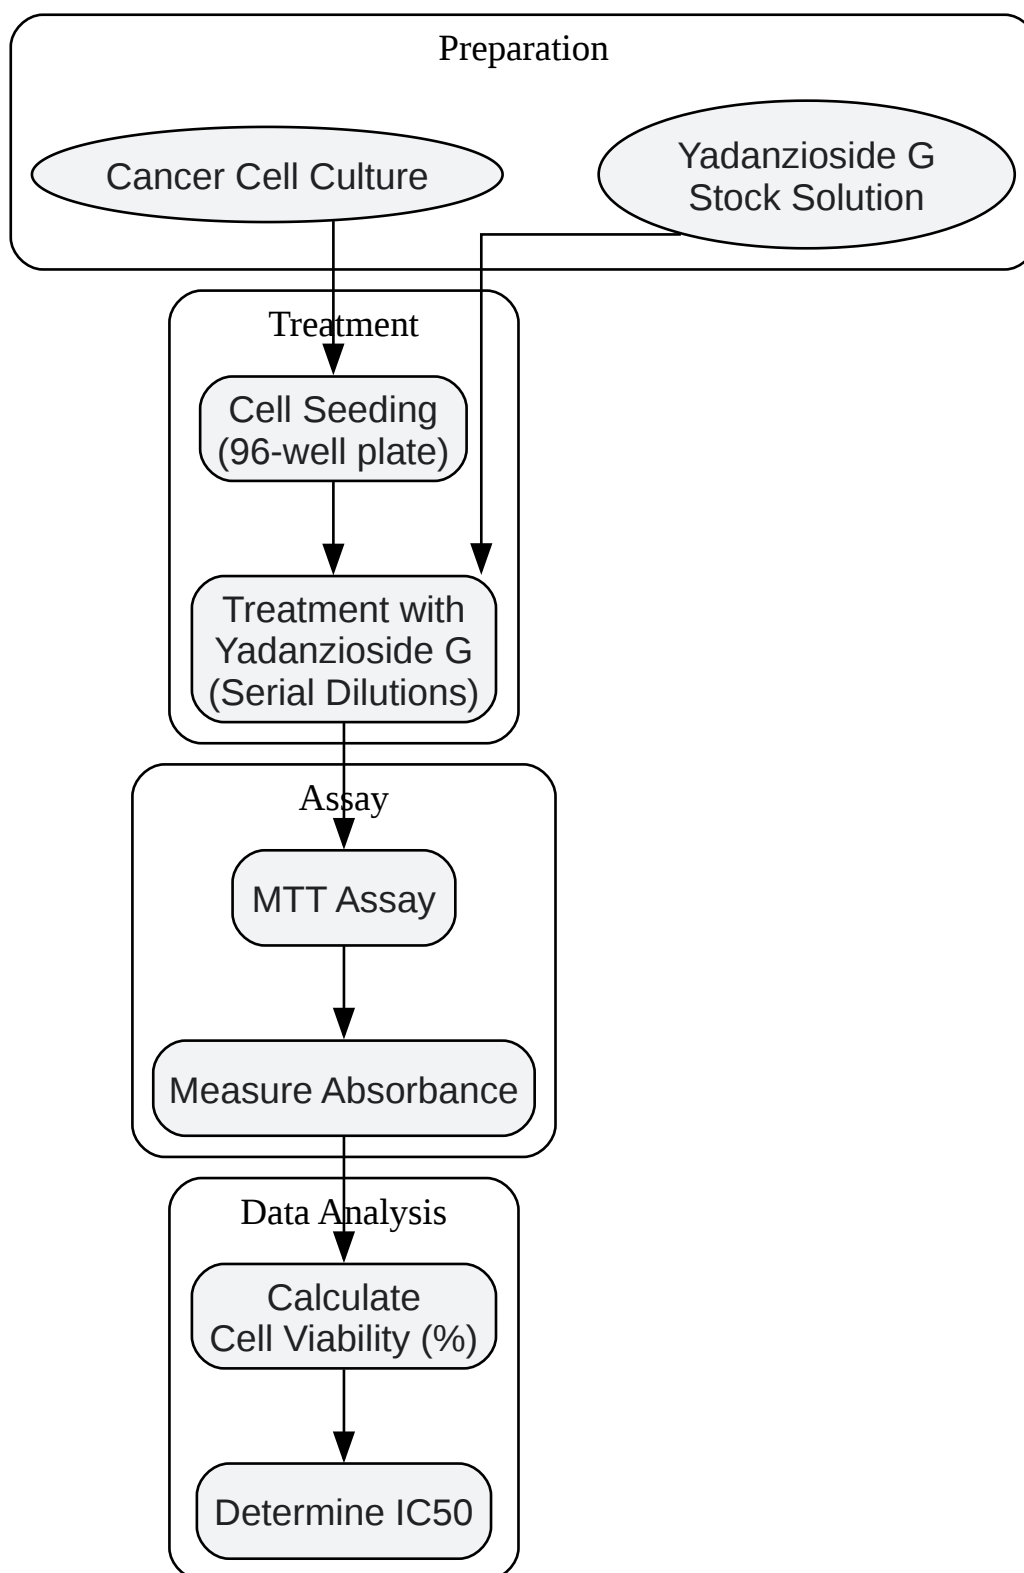 Preparation
Cancer Cell Culture
Yadanzioside G
Stock Solution
Treatment
Cell Seeding
(96-well plate)
Treatment with
Yadanzioside G
(Serial Dilutions)
Assay
MTT Assay
Measure Absorbance
Data Analysis
Calculate
Cell Viability (%)
Determine IC50